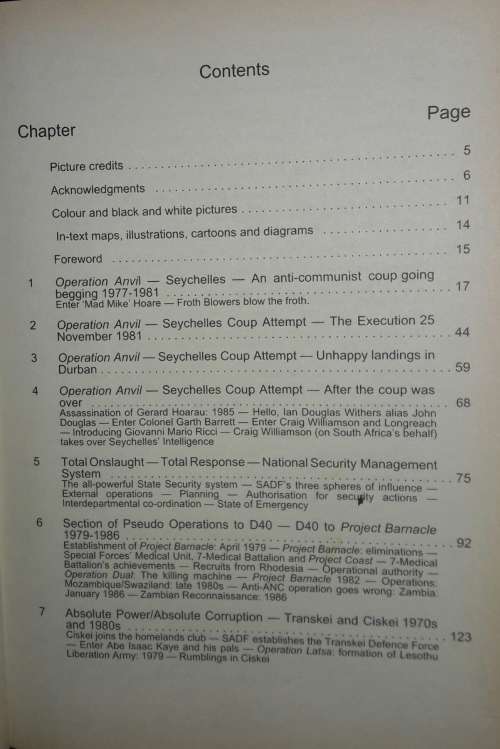 Contents
Page
Chapter
Picture credits . . . . . . . . . . . . . . . . . . . . . . . . . . . . . . . . . . . . . . . . . . . . . . . . . . . 5
Acknowledgments . . . . . . . . . . . . . . . . . . . . . . . . . . . . . . . . . . . . . . . . . . . . . . . 6
Colour and black and white pictures . . . . . . . . . . . . . . . . . . . . . . . . . . . . . . . . 11
In-text maps, illustrations, cartoons and diagrams . . . . . . . . . . . . . . . . . . . . 14
Foreword . . . . . . . . . . . . . . . . . . . . . . . . . . . . . . . . . . . . . . . . . . . . . . . . . . . . . . 15
1 Operation Anvil — Seychelles — An anti-communist coup going
begging 1977-1981 . . . . . . . . . . . . . . . . . . . . . . . . . . . . . . . . . . . . . . . . . . . . 17
Enter 'Mad Mike' Hoare — Froth Blowers blow the froth.
2 Operation Anvil — Seychelles Coup Attempt — The Execution 25
November 1981 . . . . . . . . . . . . . . . . . . . . . . . . . . . . . . . . . . . . . . . . . . . . . . . 44
3 Operation Anvil — Seychelles Coup Attempt — Unhappy landings in
Durban . . . . . . . . . . . . . . . . . . . . . . . . . . . . . . . . . . . . . . . . . . . . . . . . . . . . . . . . 59
4 Operation Anvil — Seychelles Coup Attempt — After the coup was
over . . . . . . . . . . . . . . . . . . . . . . . . . . . . . . . . . . . . . . . . . . . . . . . . . . . . . . . . . . 68
Assassination of Gerard Hoarau: 1985 — Hello, Ian Douglas Withers alias John
Douglas — Enter Colonel Garth Barrett — Enter Craig Williamson and Longreach
— Introducing Giovanni Mario Ricci — Craig Williamson (on South Africa's behalf)
takes over Seychelles' Intelligence
5 Total Onslaught — Total Response — National Security Management
System . . . . . . . . . . . . . . . . . . . . . . . . . . . . . . . . . . . . . . . . . . . . . . . . . . . . . . . 75
The all-powerful State Security system — SADF's three spheres of influence —
External operations — Planning — Authorisation for security actions —
Interdepartmental co-ordination — State of Emergency
6 Section of Pseudo Operations to D40 — D40 to Project Barnacle
1979-1986 . . . . . . . . . . . . . . . . . . . . . . . . . . . . . . . . . . . . . . . . . . . . . . . . . . . . 92
Establishment of Project Barnacle: April 1979 — Project Barnacle: eliminations —
Special Forces' Medical Unit, 7-Medical Battalion and Project Coast — 7-Medical
Battalion's achievements — Recruits from Rhodesia — Operational authority —
Operation Dual: The killing machine — Project Barnacle 1982 — Operations:
Mozambique/Swaziland: late 1980s — Anti-ANC operation goes wrong: Zambia:
January 1986 — Zambian Reconnaissance: 1986
7 Absolute Power/Absolute Corruption — Transkei and Ciskei 1970s
and 1980s . . . . . . . . . . . . . . . . . . . . . . . . . . . . . . . . . . . . . . . . . . . . . . . . . . . . 123
Ciskei joins the homelands club — SADF establishes the Transkei Defence Force
— Enter Abe Isaac Kaye and his pals — Operation Latsa: formation of Lesothu
Liberation Army: 1979 — Rumblings in Ciskei